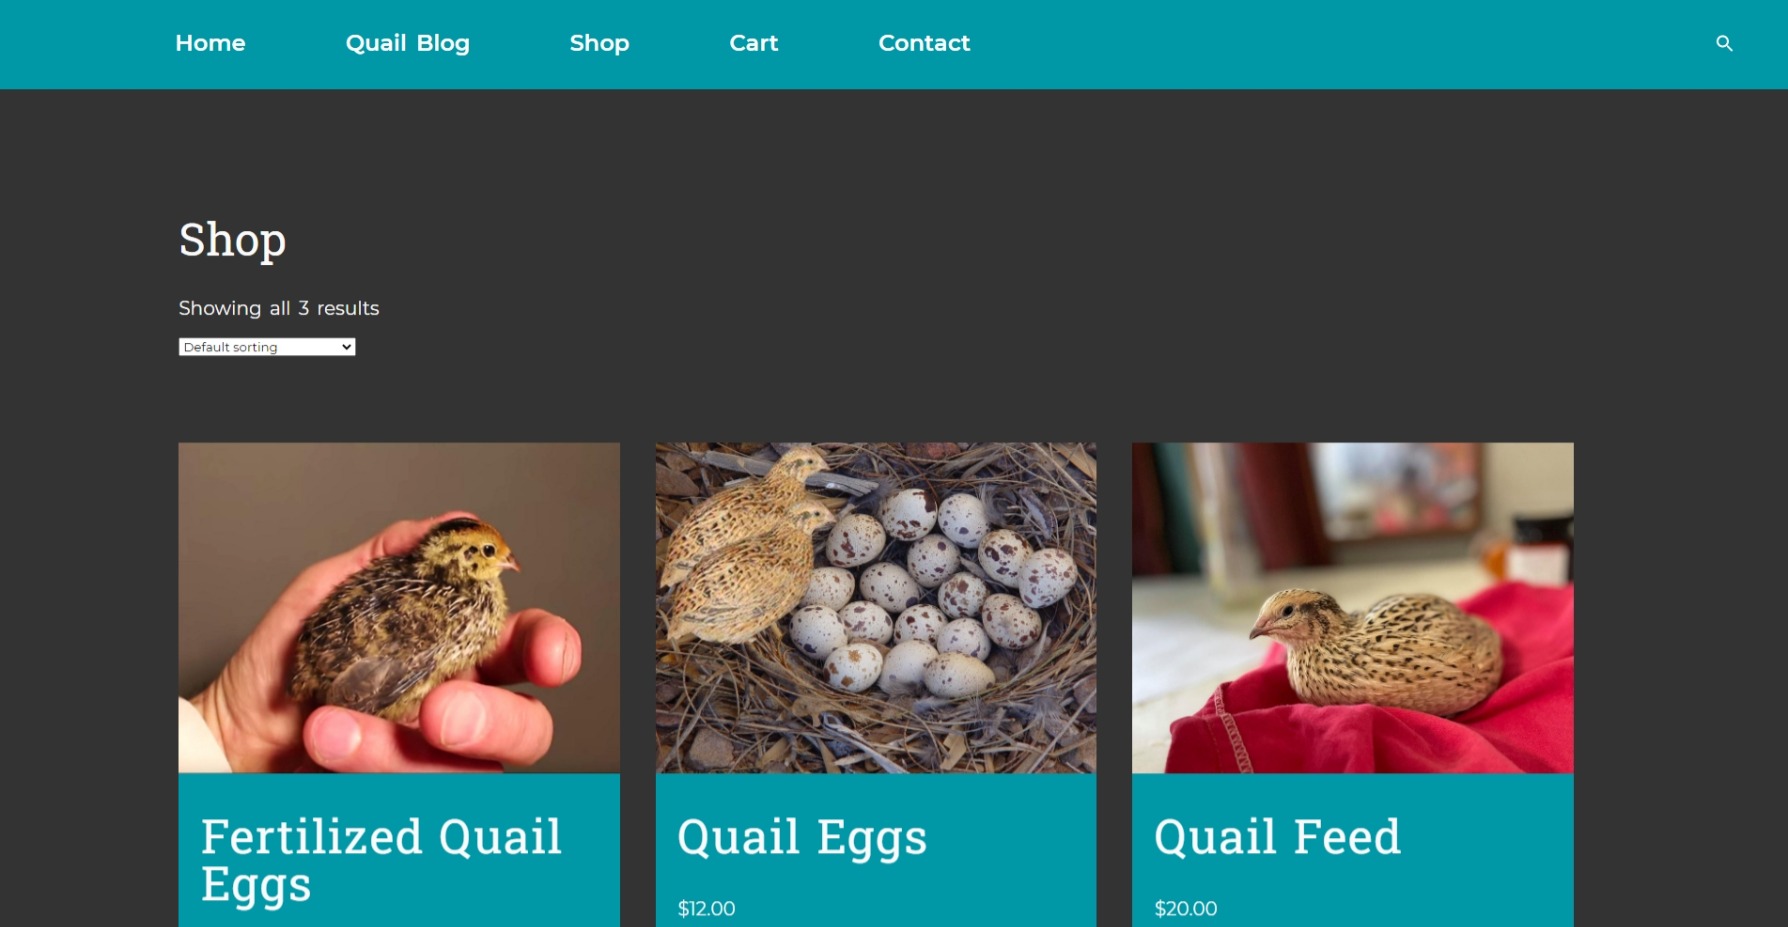 Home Quail Blog Shop Cart Contact
Shop
Showing all 3 results
Default sorting
Fertilized Quail
Eggs
Quail Eggs
$12.00
Quail Feed
$20.00